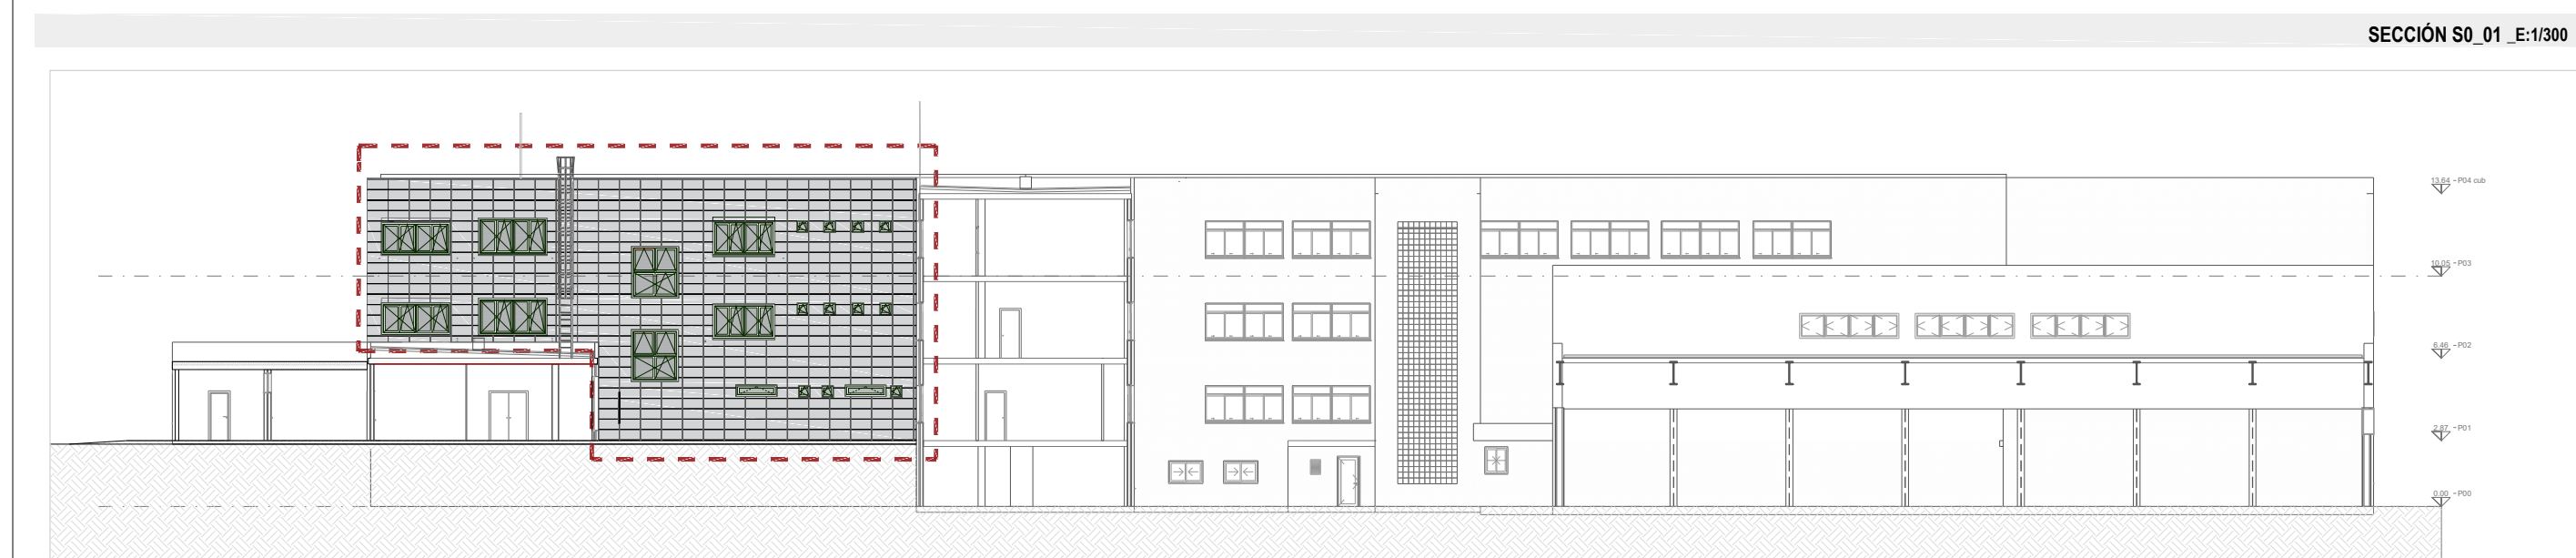 SECCIÓN S0_01 _E:1/300
13.64 - P04 cub
10.05 - P03
6.46 - P02
2.87 - P01
0.00 - P00